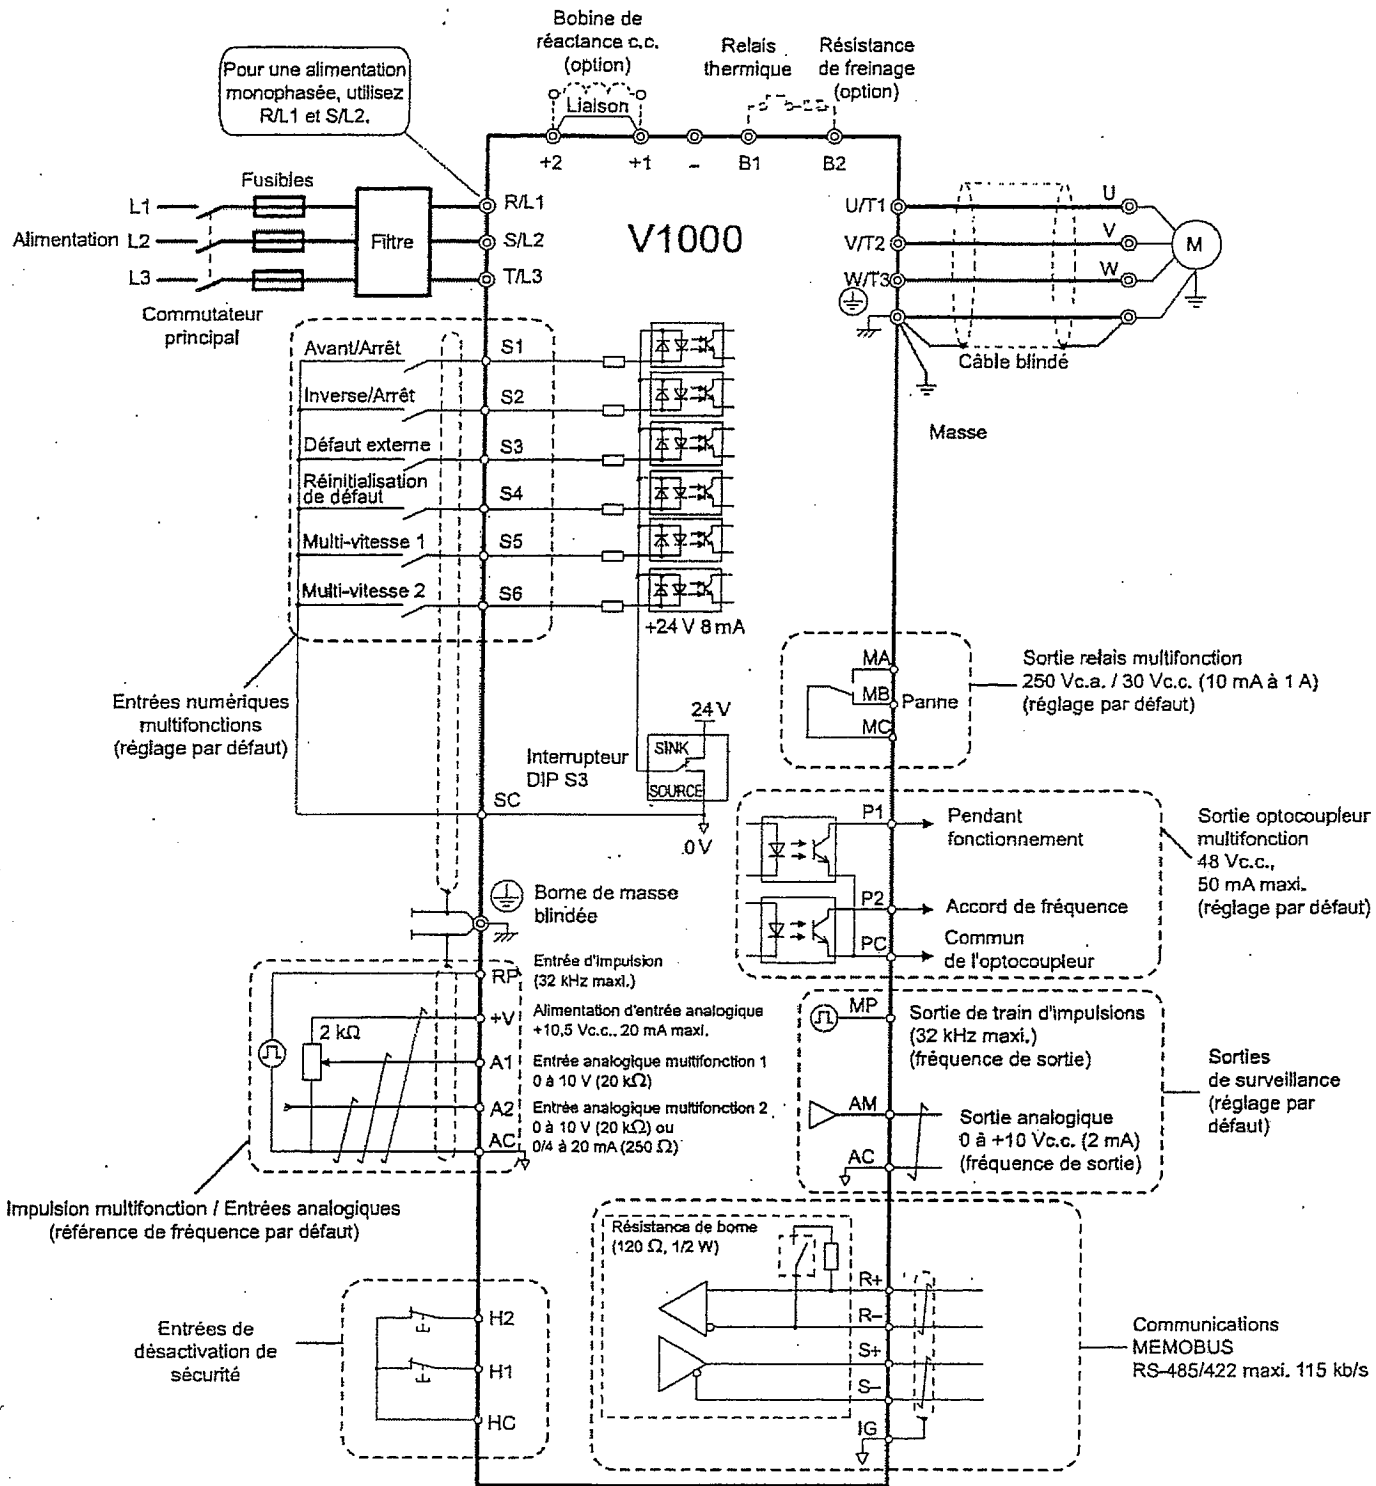 Bobine de
réactance c.c.
(option)
Relais
thermique
Résistance
de freinage
(option)
Pour une alimentation
monophasée, utilisez
R/L1 et S/L2.
Liaison
+2
+1
–
B1
B2
Fusibles
L1
Alimentation L2
L3
Filtre
R/L1
S/L2
T/L3
V1000
U/T1
V/T2
W/T3
U
V
W
M
Commutateur
principal
Câble blindé
Masse
Avant/Arrêt
S1
Inverse/Arrêt
S2
Défaut externe
S3
Réinitialisation
de défaut
S4
Multi-vitesse 1
S5
Multi-vitesse 2
S6
+24 V 8 mA
Entrées numériques
multifonctions
(réglage par défaut)
24 V
Interrupteur
DIP S3
SINK
SOURCE
SC
0 V
MA
MB
Panne
MC
Sortie relais multifonction
250 Vc.a. / 30 Vc.c. (10 mA à 1 A)
(réglage par défaut)
P1
Pendant
fonctionnement
P2
Accord de fréquence
PC
Commun
de l'optocoupleur
Sortie optocoupleur
multifonction
48 Vc.c.,
50 mA maxi.
(réglage par défaut)
Borne de masse
blindée
RP
Entrée d'impulsion
(32 kHz maxi.)
+V
Alimentation d'entrée analogique
+10,5 Vc.c., 20 mA maxi.
2 kΩ
A1
Entrée analogique multifonction 1
0 à 10 V (20 kΩ)
A2
Entrée analogique multifonction 2
0 à 10 V (20 kΩ) ou
0/4 à 20 mA (250 Ω)
AC
Impulsion multifonction / Entrées analogiques
(référence de fréquence par défaut)
MP
Sortie de train d'impulsions
(32 kHz maxi.)
(fréquence de sortie)
AM
Sortie analogique
0 à +10 Vc.c. (2 mA)
(fréquence de sortie)
AC
Sorties
de surveillance
(réglage par
défaut)
Entrées de
désactivation de
sécurité
H2
H1
HC
Résistance de borne
(120 Ω, 1/2 W)
R+
R–
S+
S–
IG
Communications
MEMOBUS
RS-485/422 maxi. 115 kb/s